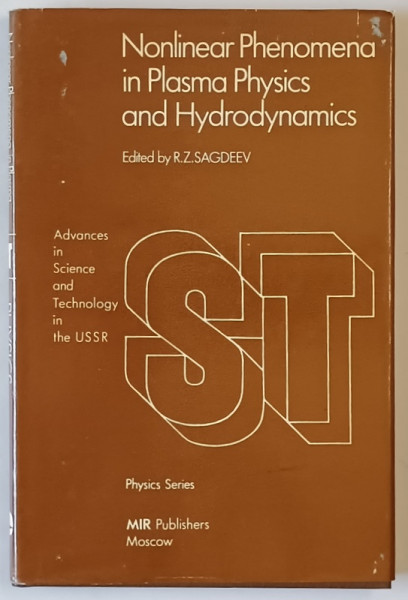 Nonlinear Phenomena
in Plasma Physics
and Hydrodynamics
Edited by R.Z.SAGDEEV
Advances
in
Science
and
Technology
in
the USSR
ST
Physics Series
MIR Publishers
Moscow